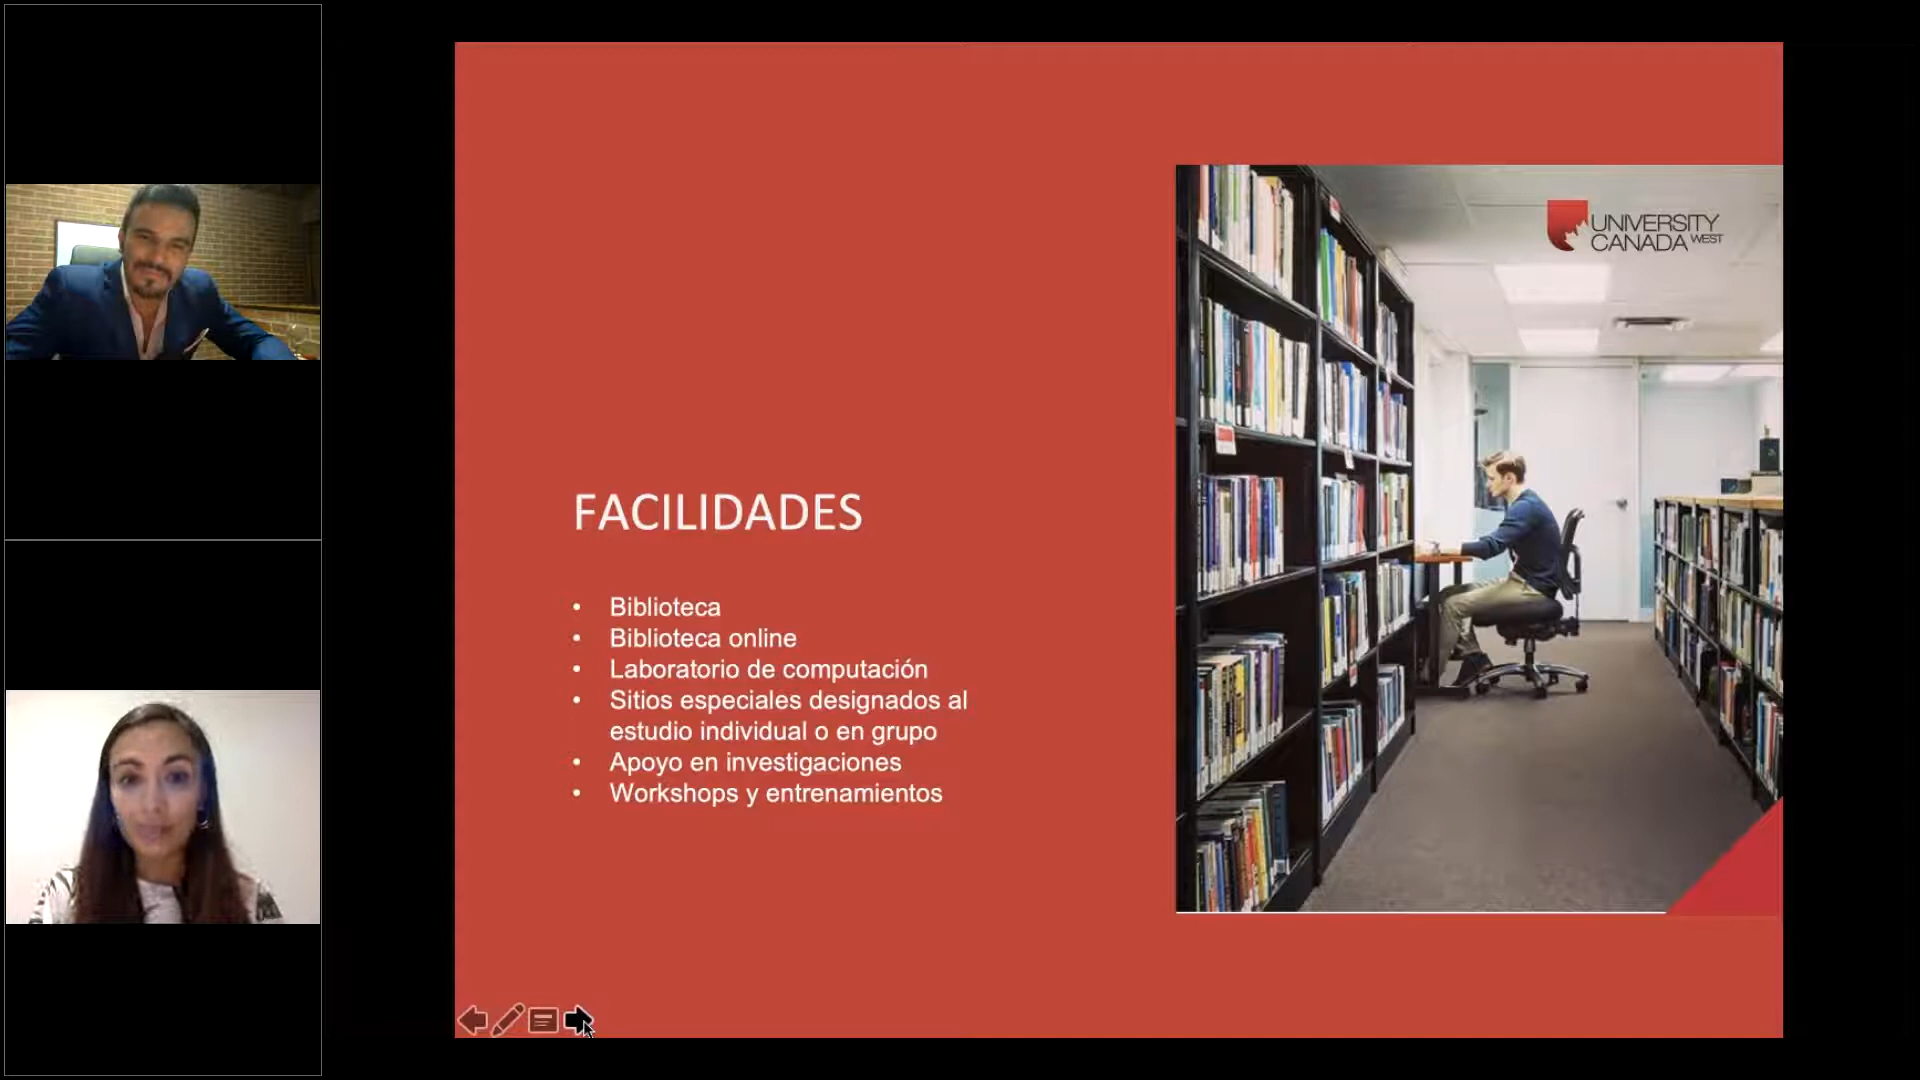 UNIVERSITY
CANADA WEST
FACILIDADES
• Biblioteca
• Biblioteca online
• Laboratorio de computación
• Sitios especiales designados al
estudio individual o en grupo
• Apoyo en investigaciones
• Workshops y entrenamientos